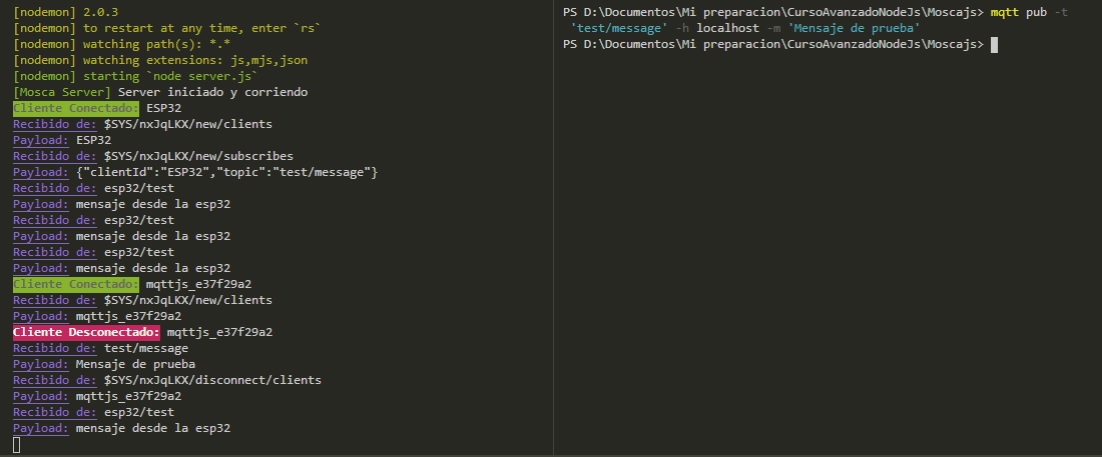 [nodemon] 2.0.3
[nodemon] to restart at any time, enter `rs`
[nodemon] watching path(s): *.*
[nodemon] watching extensions: js,mjs,json
[nodemon] starting `node server.js`
[Mosca Server] Server iniciado y corriendo
Cliente Conectado: ESP32
Recibido de: $SYS/nxJqLKX/new/clients
Payload: ESP32
Recibido de: $SYS/nxJqLKX/new/subscribes
Payload: {"clientId":"ESP32","topic":"test/message"}
Recibido de: esp32/test
Payload: mensaje desde la esp32
Recibido de: esp32/test
Payload: mensaje desde la esp32
Recibido de: esp32/test
Payload: mensaje desde la esp32
Cliente Conectado: mqttjs_e37f29a2
Recibido de: $SYS/nxJqLKX/new/clients
Payload: mqttjs_e37f29a2
Cliente Desconectado: mqttjs_e37f29a2
Recibido de: test/message
Payload: Mensaje de prueba
Recibido de: $SYS/nxJqLKX/disconnect/clients
Payload: mqttjs_e37f29a2
Recibido de: esp32/test
Payload: mensaje desde la esp32
PS D:\Documentos\Mi preparacion\CursoAvanzadoNodeJs\Moscajs> mqtt pub -t
'test/message' -h localhost -m 'Mensaje de prueba'
PS D:\Documentos\Mi preparacion\CursoAvanzadoNodeJs\Moscajs>